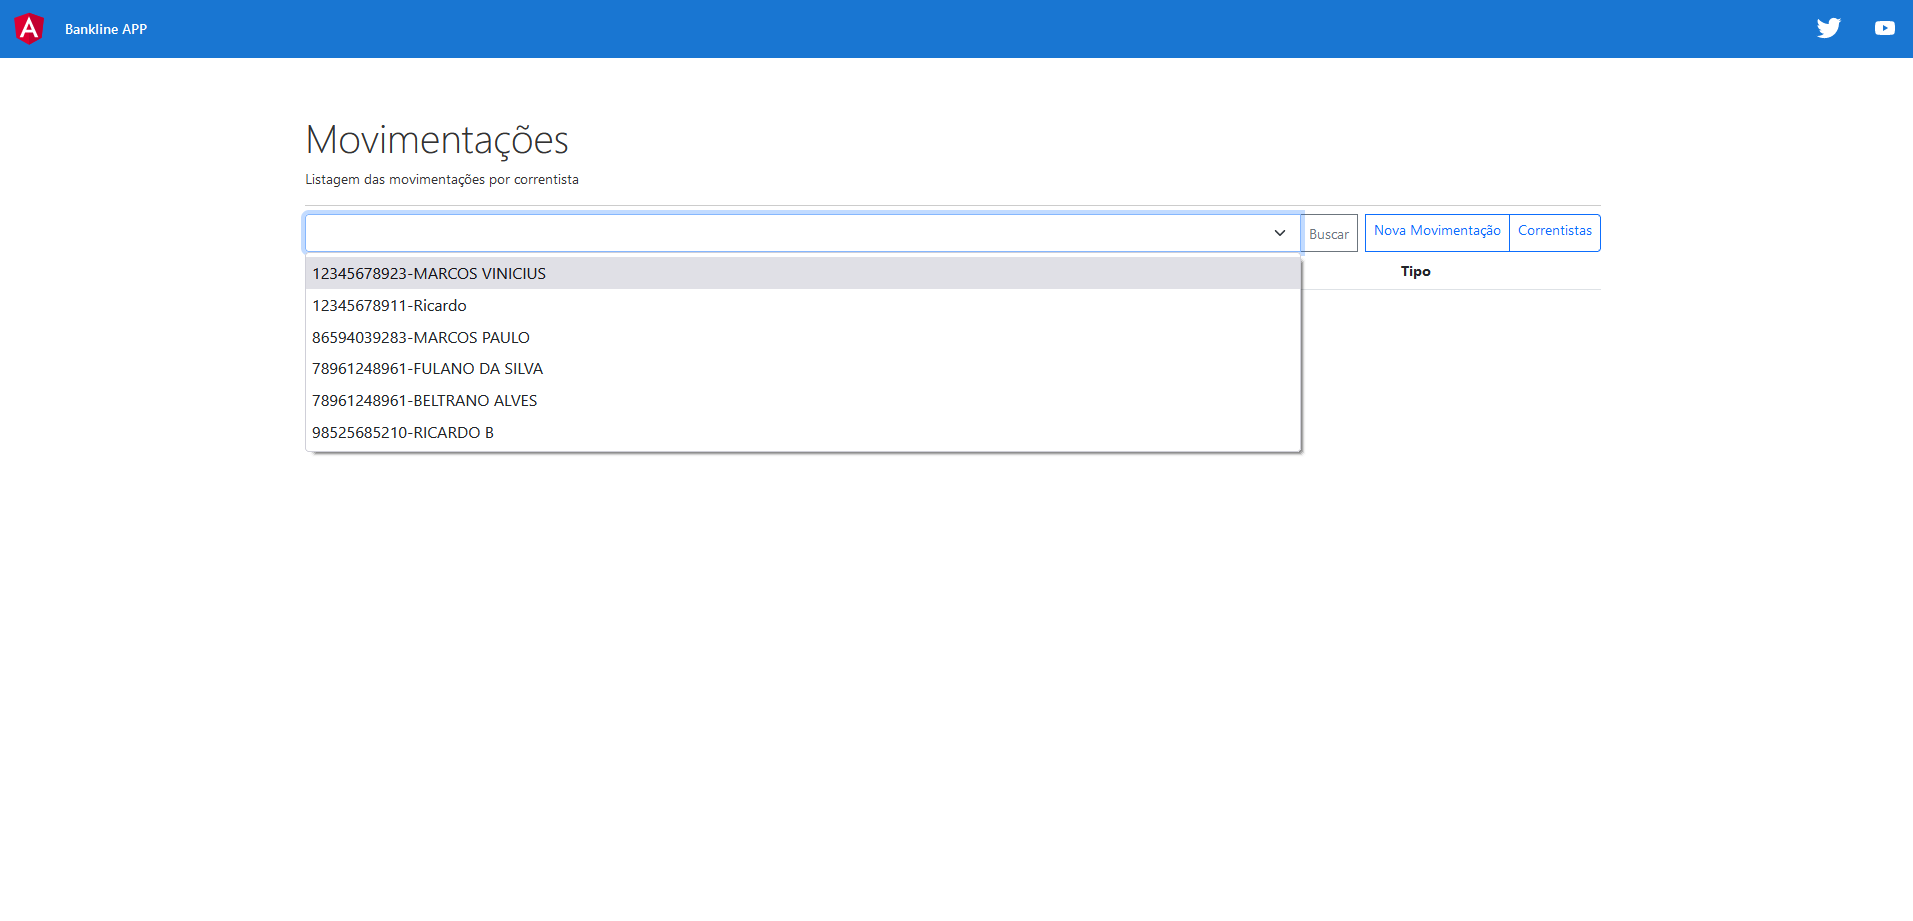 Bankline APP
Movimentações
Listagem das movimentações por correntista
Buscar
Nova Movimentação
Correntistas
Tipo
12345678923-MARCOS VINICIUS
12345678911-Ricardo
86594039283-MARCOS PAULO
78961248961-FULANO DA SILVA
78961248961-BELTRANO ALVES
98525685210-RICARDO B